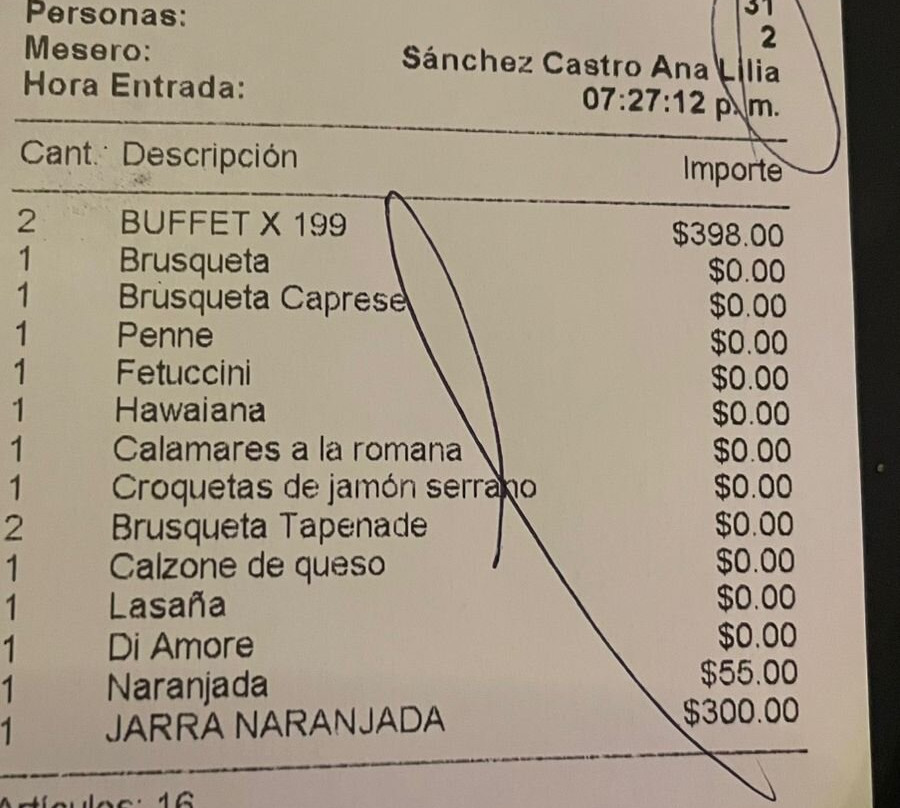 31
Personas: 2
Mesero: Sánchez Castro Ana Lilia
Hora Entrada: 07:27:12 p. m.
Cant. Descripción Importe
2 BUFFET X 199 $398.00
1 Brusqueta $0.00
1 Brusqueta Caprese $0.00
1 Penne $0.00
1 Fetuccini $0.00
1 Hawaiana $0.00
1 Calamares a la romana $0.00
1 Croquetas de jamón serrano $0.00
2 Brusqueta Tapenade $0.00
1 Calzone de queso $0.00
1 Lasaña $0.00
1 Di Amore $0.00
1 Naranjada $55.00
1 JARRA NARANJADA $300.00
Artículos: 16